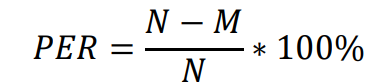 PER = (N − M) / N * 100%